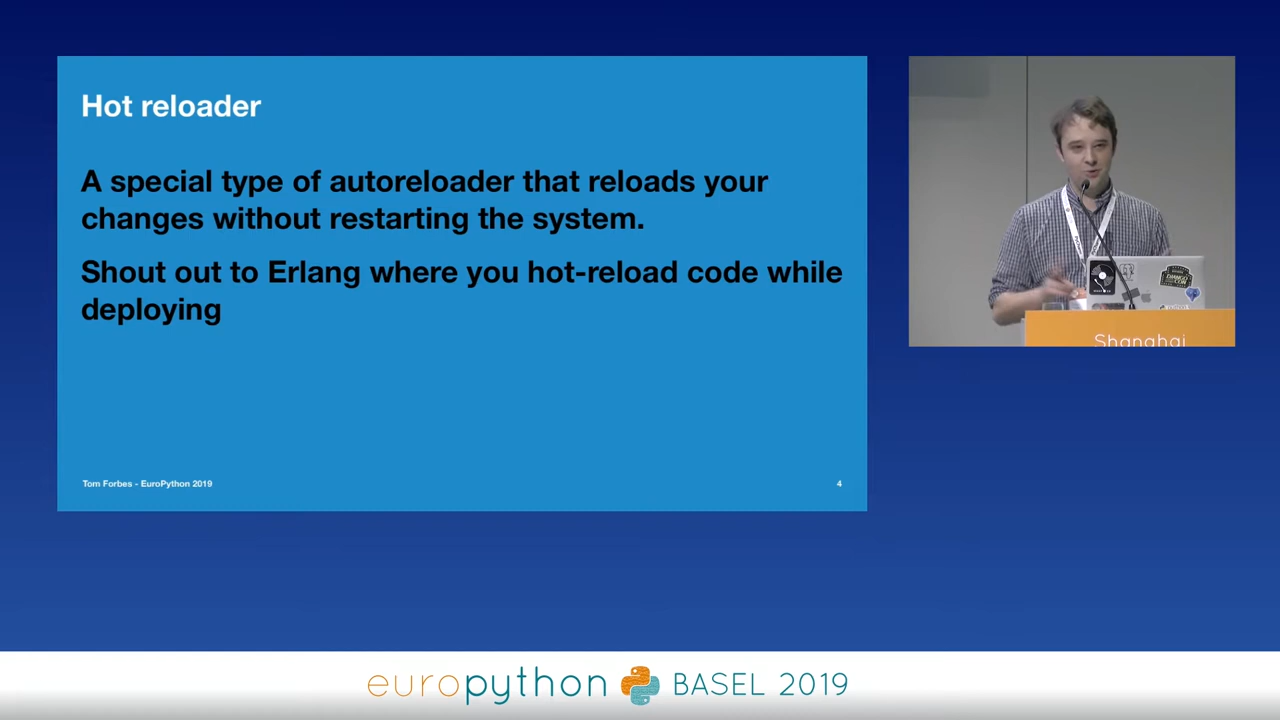 Hot reloader
A special type of autoreloader that reloads your
changes without restarting the system.
Shout out to Erlang where you hot-reload code while
deploying
Tom Forbes - EuroPython 2019
4
Shanghai
europython BASEL 2019